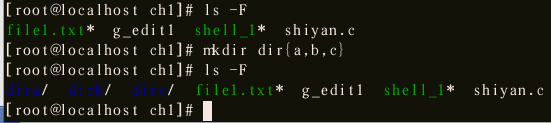 [root@localhost ch1]# ls -F
file1.txt*  g_edit1  shell_1*  shiyan.c
[root@localhost ch1]# mkdir dir{a,b,c}
[root@localhost ch1]# ls -F
dira/  dirb/  dirc/  file1.txt*  g_edit1  shell_1*  shiyan.c
[root@localhost ch1]#